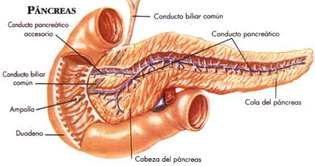 PÁNCREAS
Conducto biliar común
Conducto pancreático
accesorio
Conducto pancreático
Conducto biliar
común
Ampolla
Cola del páncreas
Duodeno
Cabeza del páncreas